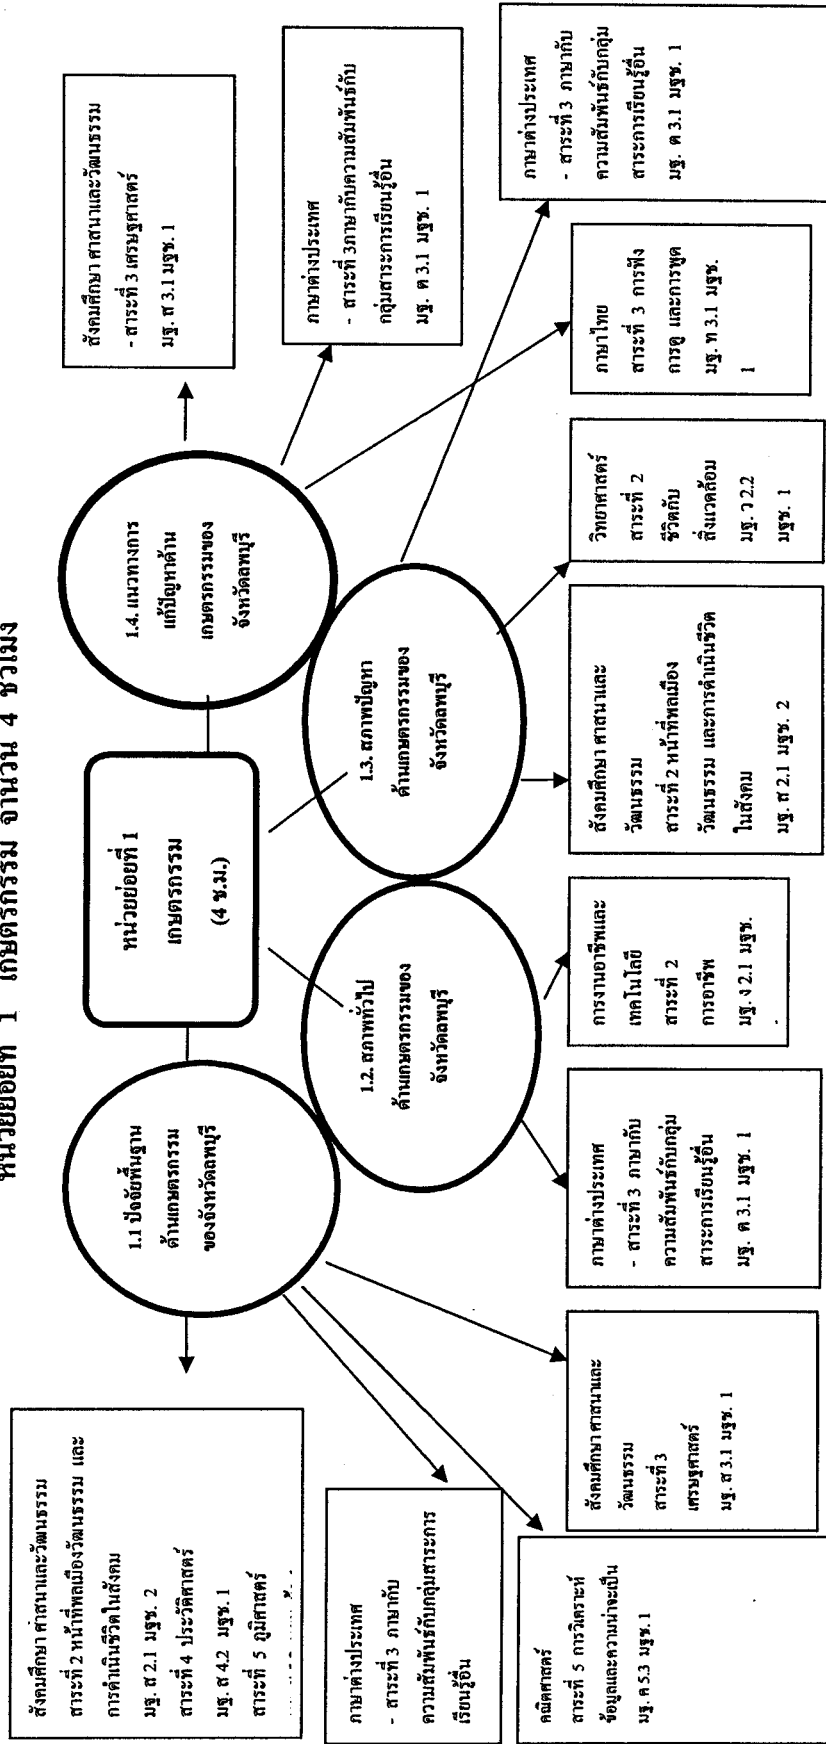 หน่วยย่อยที่ 1 เกษตรกรรม จำนวน 4 ชั่วโมง
สังคมศึกษา ศาสนาและวัฒนธรรม
สาระที่ 2 หน้าที่พลเมืองวัฒนธรรม และ
การดำเนินชีวิตในสังคม
มฐ. ส 2.1 มฐช. 2
สาระที่ 4 ประวัติศาสตร์
มฐ. ส 4.2 มฐช. 1
สาระที่ 5 ภูมิศาสตร์
1.1 ปัจจัยพื้นฐาน
ด้านเกษตรกรรม
ของจังหวัดลพบุรี
หน่วยย่อยที่ 1
เกษตรกรรม
(4 ช.ม.)
1.4. แนวทางการ
แก้ปัญหาด้าน
เกษตรกรรมของ
จังหวัดลพบุรี
สังคมศึกษา ศาสนาและวัฒนธรรม
- สาระที่ 3 เศรษฐศาสตร์
มฐ. ส 3.1 มฐช. 1
ภาษาต่างประเทศ
- สาระที่ 3ภาษากับความสัมพันธ์กับ
กลุ่มสาระการเรียนรู้อื่น
มฐ. ต 3.1 มฐช. 1
1.2. สภาพทั่วไป
ด้านเกษตรกรรมของ
จังหวัดลพบุรี
1.3. สภาพปัญหา
ด้านเกษตรกรรมของ
จังหวัดลพบุรี
ภาษาต่างประเทศ
- สาระที่ 3 ภาษากับ
ความสัมพันธ์กับกลุ่มสาระการ
เรียนรู้อื่น
คณิตศาสตร์
สาระที่ 5 การวิเคราะห์
ข้อมูลและความน่าจะเป็น
มฐ. ค 5.3 มฐช. 1
สังคมศึกษา ศาสนาและ
วัฒนธรรม
สาระที่ 3
เศรษฐศาสตร์
มฐ. ส 3.1 มฐช. 1
ภาษาต่างประเทศ
- สาระที่ 3 ภาษากับ
ความสัมพันธ์กับกลุ่ม
สาระการเรียนรู้อื่น
มฐ. ต 3.1 มฐช. 1
การงานอาชีพและ
เทคโนโลยี
สาระที่ 2
การอาชีพ
มฐ. ง 2.1 มฐช.
สังคมศึกษา ศาสนาและ
วัฒนธรรม
สาระที่ 2 หน้าที่พลเมือง
วัฒนธรรม และการดำเนินชีวิต
ในสังคม
มฐ. ส 2.1 มฐช. 2
วิทยาศาสตร์
สาระที่ 2
ชีวิตกับ
สิ่งแวดล้อม
มฐ. ว 2.2
มฐช. 1
ภาษาไทย
สาระที่ 3 การฟัง
การดู และการพูด
มฐ. ท 3.1 มฐช.
1
ภาษาต่างประเทศ
- สาระที่ 3 ภาษากับ
ความสัมพันธ์กับกลุ่ม
สาระการเรียนรู้อื่น
มฐ. ต 3.1 มฐช. 1